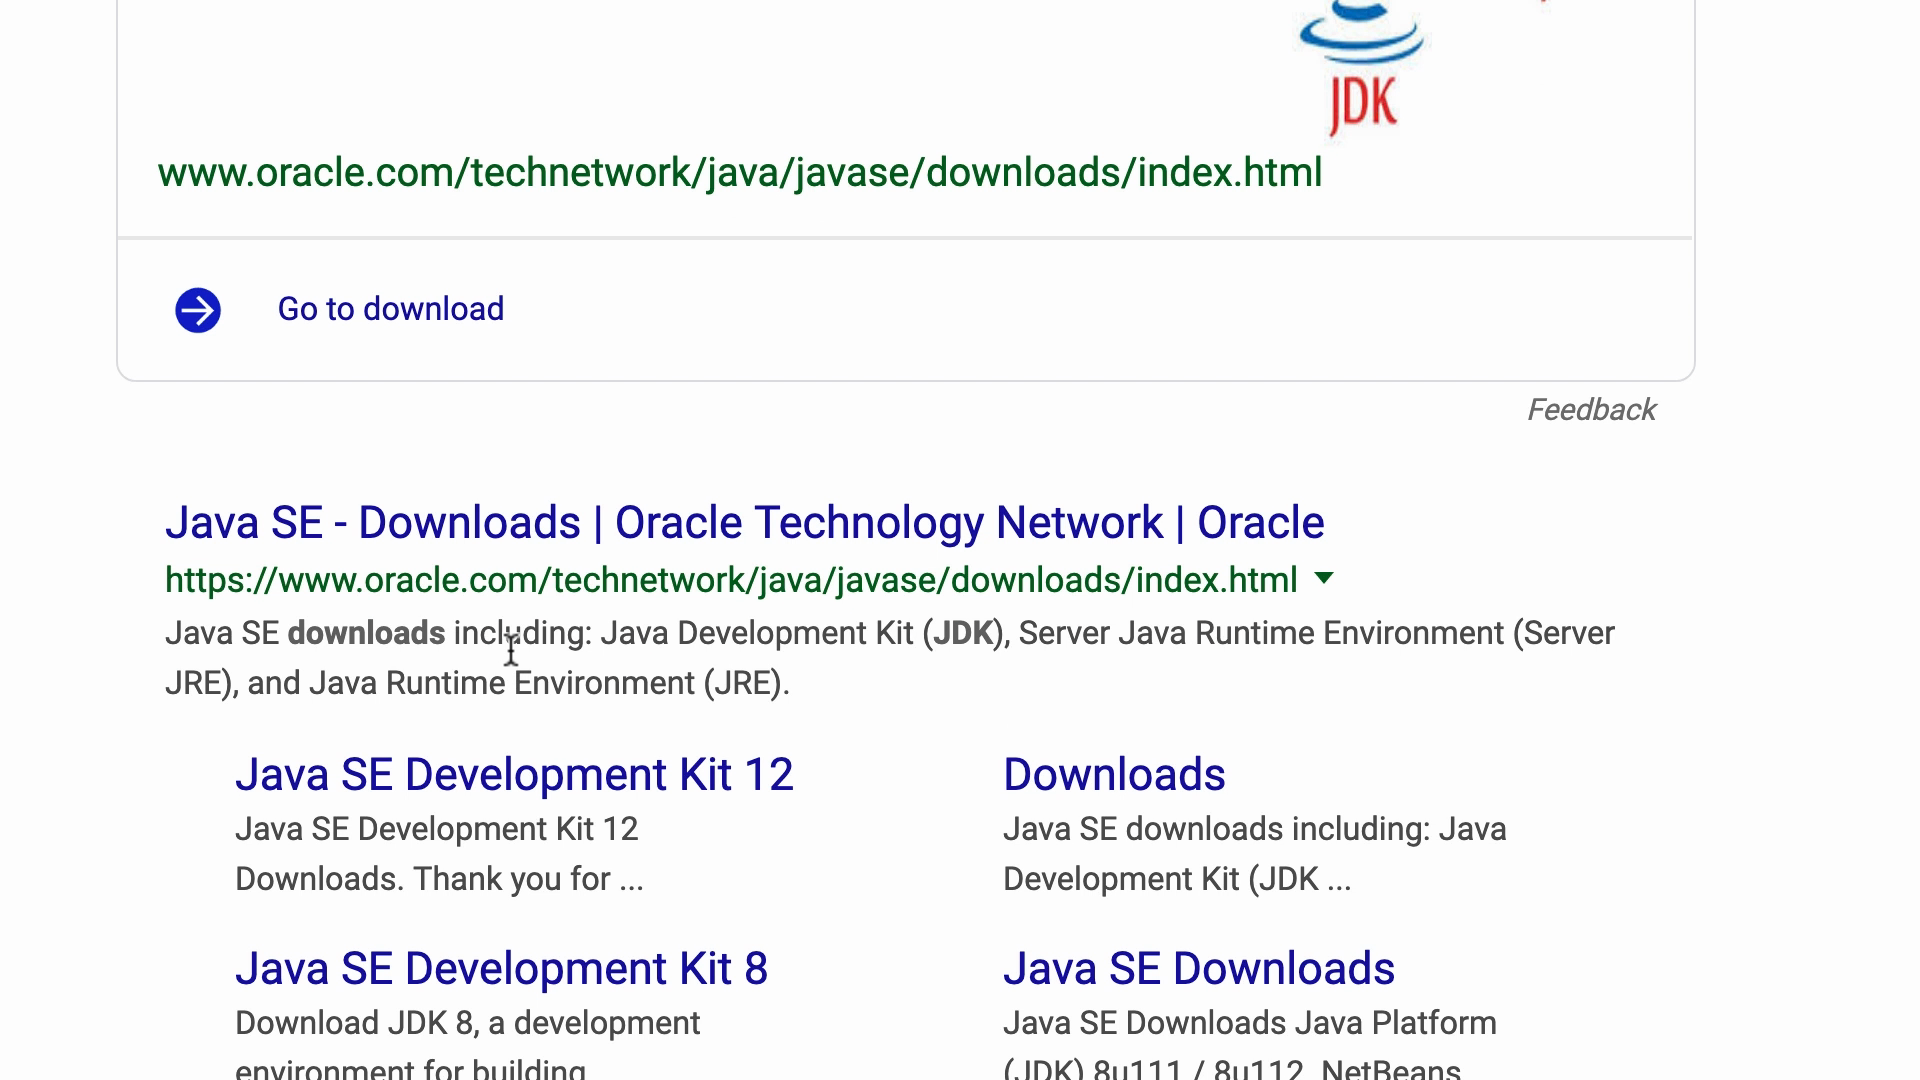 JDK
www.oracle.com/technetwork/java/javase/downloads/index.html
Go to download
Feedback
Java SE - Downloads | Oracle Technology Network | Oracle
https://www.oracle.com/technetwork/java/javase/downloads/index.html
Java SE downloads including: Java Development Kit (JDK), Server Java Runtime Environment (Server
JRE), and Java Runtime Environment (JRE).
Java SE Development Kit 12
Java SE Development Kit 12
Downloads. Thank you for ...
Downloads
Java SE downloads including: Java
Development Kit (JDK ...
Java SE Development Kit 8
Download JDK 8, a development
environment for building
Java SE Downloads
Java SE Downloads Java Platform
(JDK) 8u111 / 8u112. NetBeans